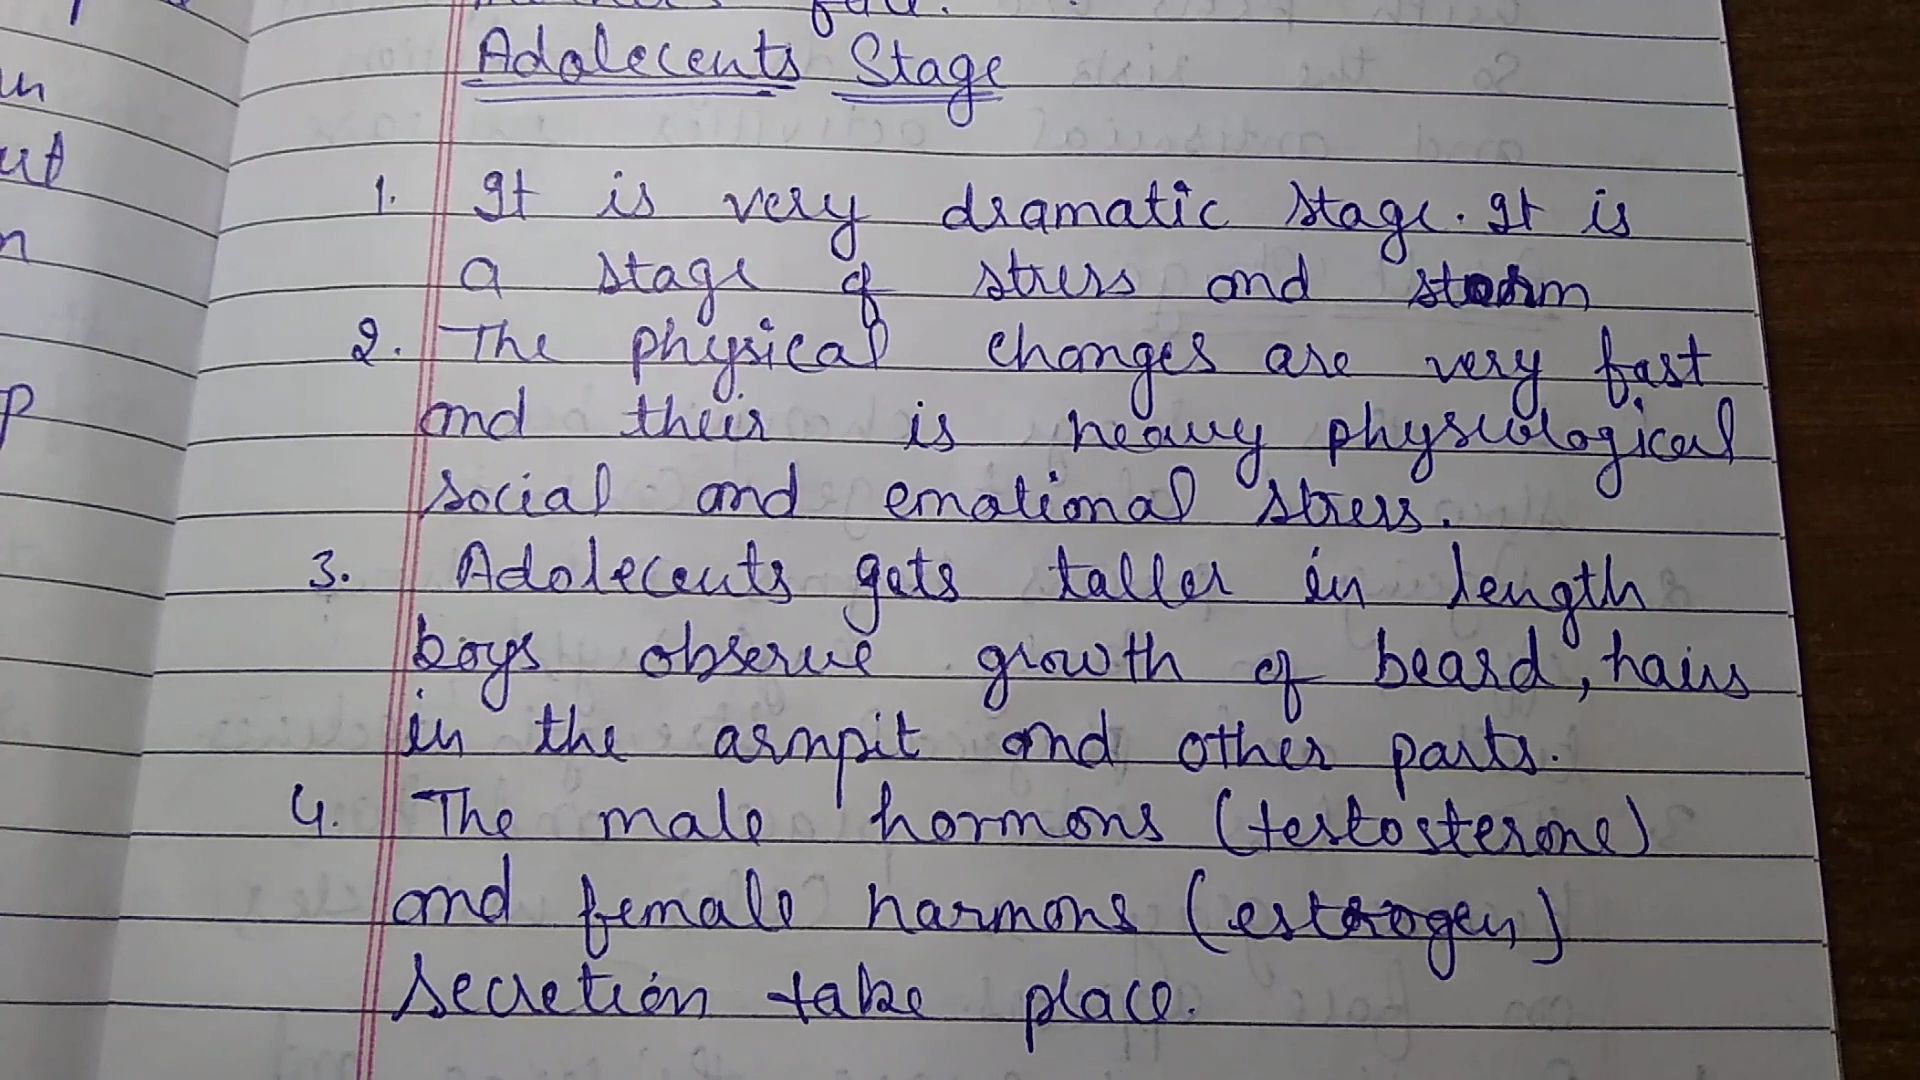 Adolecents Stage
1. It is very dramatic stage. It is
a stage of stress and storm
2. The physical changes are very fast
and their is heavy physiological
social and emotional stress.
3. Adolecents gets taller in length
boys observe growth of beard, hairs
in the armpit and other parts.
4. The male hormons (testosterone)
and female harmons (estrogen)
secretion take place.